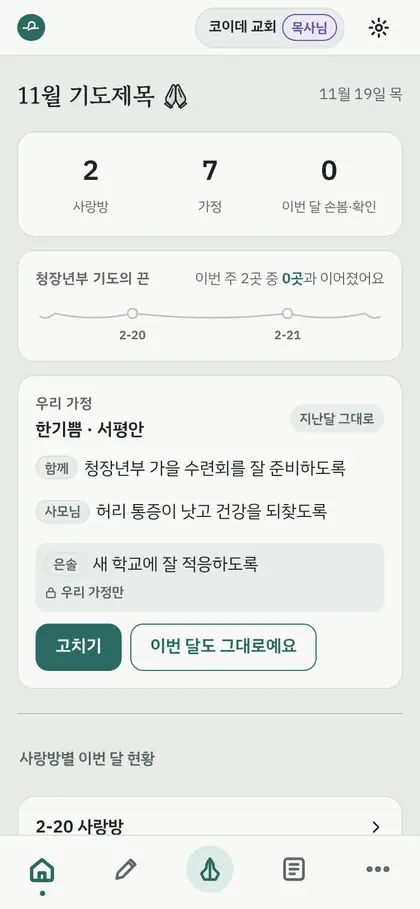 코이데 교회 목사님
11월 기도제목
11월 19일 목
2 7 0
사랑방 가정 이번 달 손봄·확인
청장년부 기도의 끈 이번 주 2곳 중 0곳과 이어졌어요
2-20 2-21
우리 가정
한기쁨 · 서평안
지난달 그대로
함께 청장년부 가을 수련회를 잘 준비하도록
사모님 허리 통증이 낫고 건강을 되찾도록
은솔 새 학교에 잘 적응하도록
우리 가정만
고치기 이번 달도 그대로예요
사랑방별 이번 달 현황
2-20 사랑방